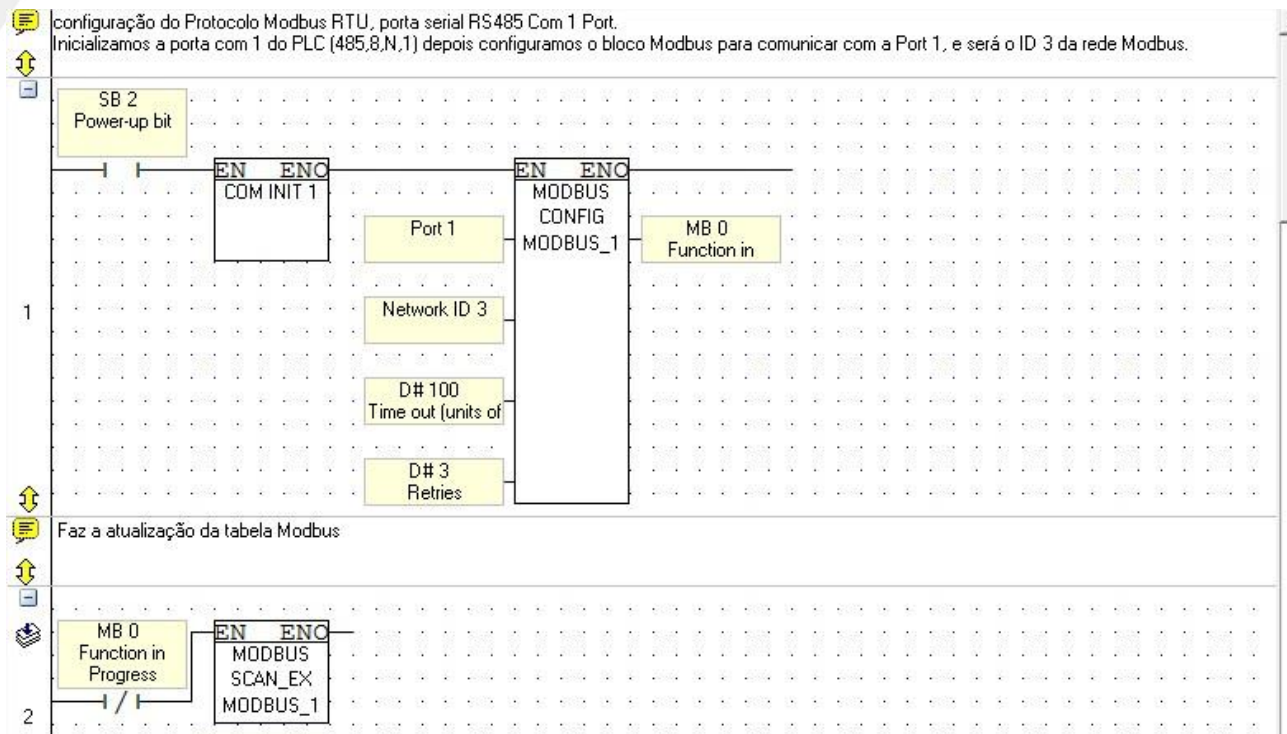 configuração do Protocolo Modbus RTU, porta serial RS485 Com 1 Port.
Inicializamos a porta com 1 do PLC (485,8,N,1) depois configuramos o bloco Modbus para comunicar com a Port 1, e será o ID 3 da rede Modbus.
SB 2
Power-up bit
EN ENO
COM INIT 1
EN ENO
MODBUS
CONFIG
MODBUS_1
Port 1
MB 0
Function in
Network ID 3
D# 100
Time out (units of
D# 3
Retries
1
Faz a atualização da tabela Modbus
MB 0
Function in
Progress
EN ENO
MODBUS
SCAN_EX
MODBUS_1
2